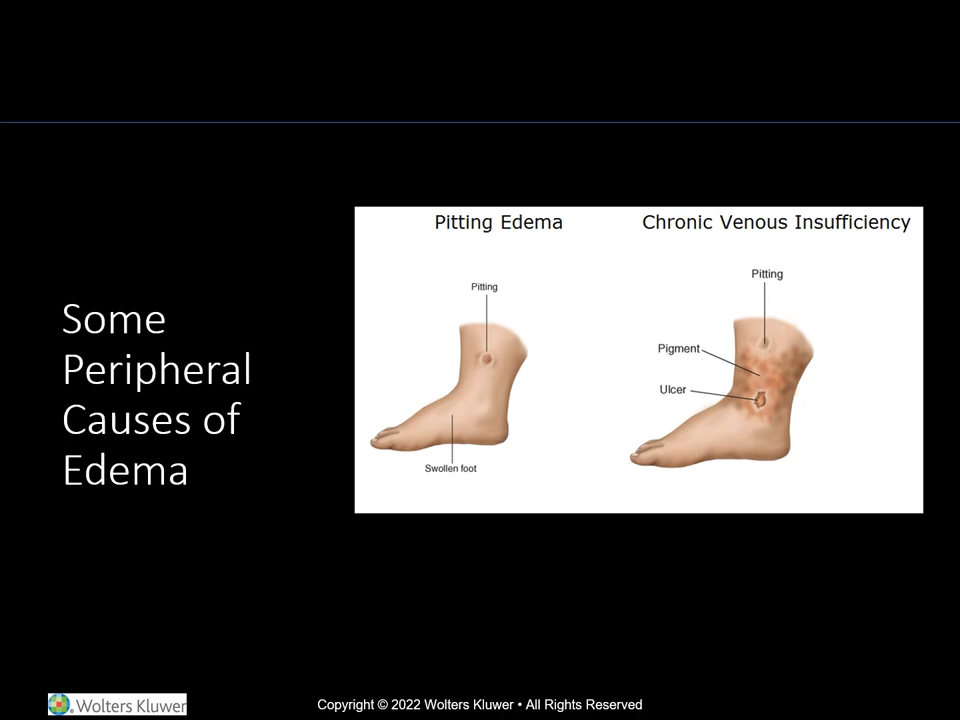 Some
Peripheral
Causes of
Edema
Pitting Edema
Chronic Venous Insufficiency
Pitting
Swollen foot
Pitting
Pigment
Ulcer
Wolters Kluwer
Copyright © 2022 Wolters Kluwer • All Rights Reserved